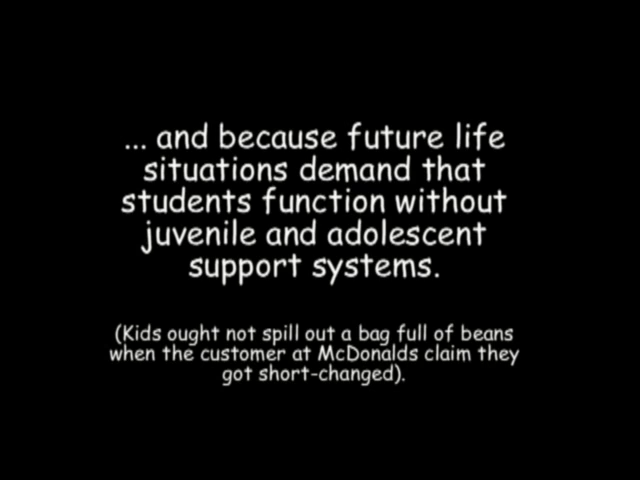 ... and because future life
situations demand that
students function without
juvenile and adolescent
support systems.
(Kids ought not spill out a bag full of beans
when the customer at McDonalds claim they
got short-changed).